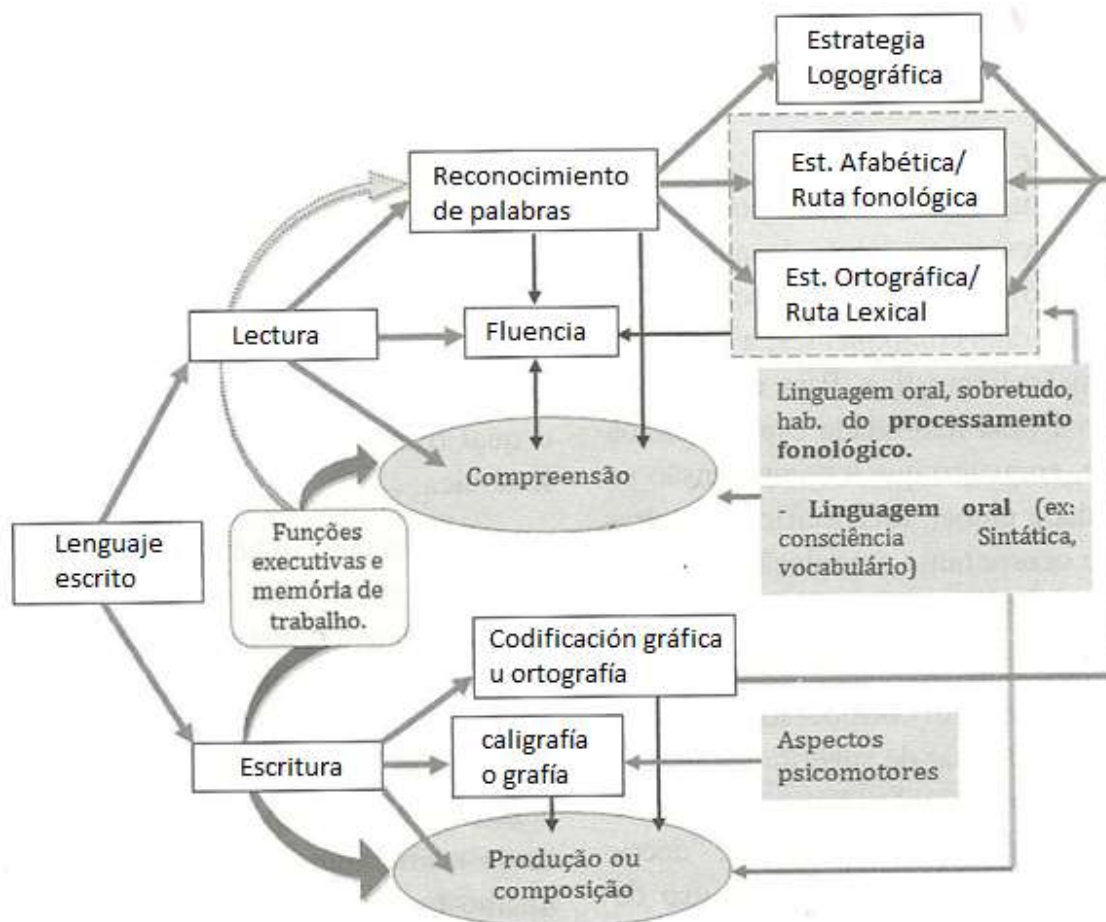 Estrategia
Logográfica
Est. Afabética/
Ruta fonológica
Reconocimiento
de palabras
Est. Ortográfica/
Ruta Lexical
Lectura
Fluencia
Linguagem oral, sobretudo,
hab. do processamento
fonológico.
Compreensão
- Linguagem oral (ex:
consciência Sintática,
vocabulário)
Lenguaje
escrito
Funções
executivas e
memória de
trabalho.
Codificación gráfica
u ortografía
caligrafía
o grafía
Aspectos
psicomotores
Escritura
Produção ou
composição